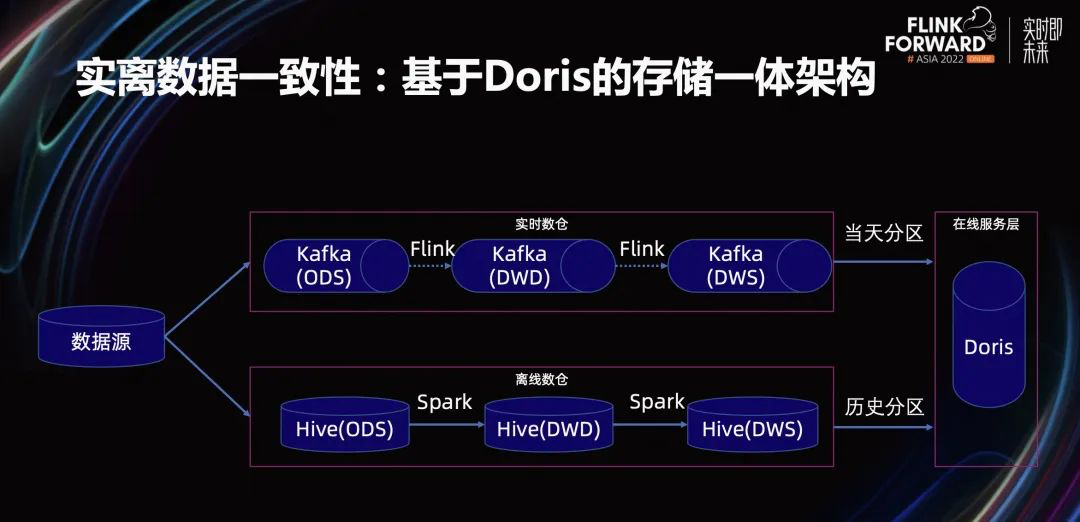 FLINK
FORWARD
# ASIA 2022 ONLINE
实时即
未来
实离数据一致性：基于Doris的存储一体架构
实时数仓
Kafka
(ODS)
Flink
Kafka
(DWD)
Flink
Kafka
(DWS)
当天分区
在线服务层
Doris
数据源
离线数仓
Hive(ODS)
Spark
Hive(DWD)
Spark
Hive(DWS)
历史分区